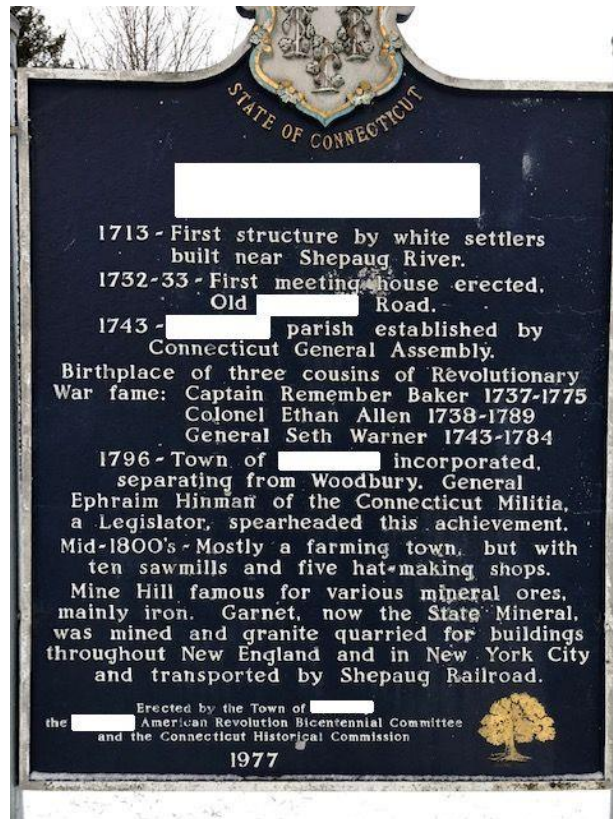 STATE OF CONNECTICUT
1713 - First structure by white settlers
built near Shepaug River.
1732-33 - First meeting house erected,
Old Road.
1743 - parish established by
Connecticut General Assembly.
Birthplace of three cousins of Revolutionary
War fame: Captain Remember Baker 1737-1775
Colonel Ethan Allen 1738-1789
General Seth Warner 1743-1784
1796 - Town of incorporated,
separating from Woodbury. General
Ephraim Hinman of the Connecticut Militia,
a Legislator, spearheaded this achievement.
Mid-1800's - Mostly a farming town, but with
ten sawmills and five hat-making shops.
Mine Hill famous for various mineral ores,
mainly iron. Garnet, now the State Mineral,
was mined and granite quarried for buildings
throughout New England and in New York City
and transported by Shepaug Railroad.
Erected by the Town of
the American Revolution Bicentennial Committee
and the Connecticut Historical Commission
1977